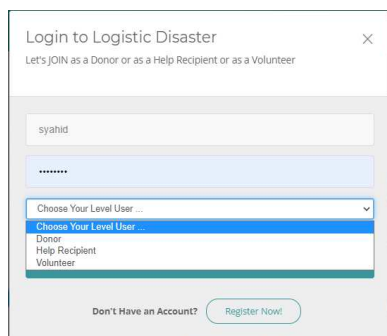 Login to Logistic Disaster
Let's JOIN as a Donor or as a Help Recipient or as a Volunteer
syahid
••••••••
Choose Your Level User ...
Choose Your Level User ...
Donor
Help Recipient
Volunteer
Don't Have an Account? Register Now!